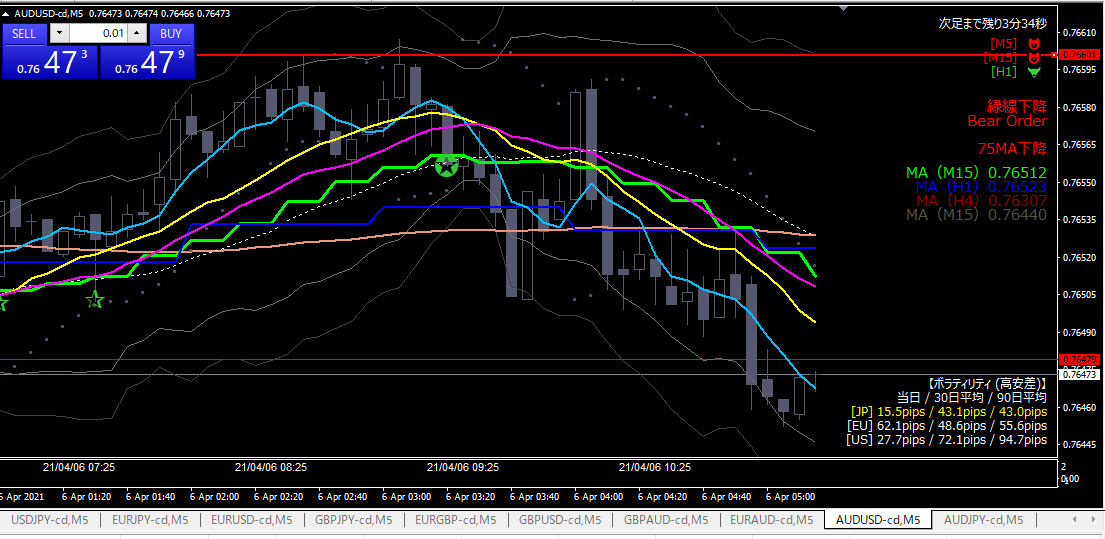 AUDUSD-cd,M5 0.76473 0.76474 0.76466 0.76473
SELL 0.01 BUY
0.76 47 3 0.76 47 9
次足まで残り3分34秒
[M5]
[M15]
[H1]
緑線下降
Bear Order
75MA下降
MA (M15) 0.76512
MA (H1) 0.76523
MA (H4) 0.76307
MA (M15) 0.76440
0.76610
0.76601
0.76595
0.76580
0.76565
0.76550
0.76535
0.76520
0.76505
0.76490
0.76479
0.76473
0.76460
0.76445
【ボラティリティ (高安差)】
当日 / 30日平均 / 90日平均
[JP] 15.5pips / 43.1pips / 43.0pips
[EU] 62.1pips / 48.6pips / 55.6pips
[US] 27.7pips / 72.1pips / 94.7pips
21/04/06 07:25 21/04/06 08:25 21/04/06 09:25 21/04/06 10:25
2
0.00
6 Apr 2021 6 Apr 01:20 6 Apr 01:40 6 Apr 02:00 6 Apr 02:20 6 Apr 02:40 6 Apr 03:00 6 Apr 03:20 6 Apr 03:40 6 Apr 04:00 6 Apr 04:20 6 Apr 04:40 6 Apr 05:00
USDJPY-cd,M5 EURJPY-cd,M5 EURUSD-cd,M5 GBPJPY-cd,M5 EURGBP-cd,M5 GBPUSD-cd,M5 GBPAUD-cd,M5 EURAUD-cd,M5 AUDUSD-cd,M5 AUDJPY-cd,M5